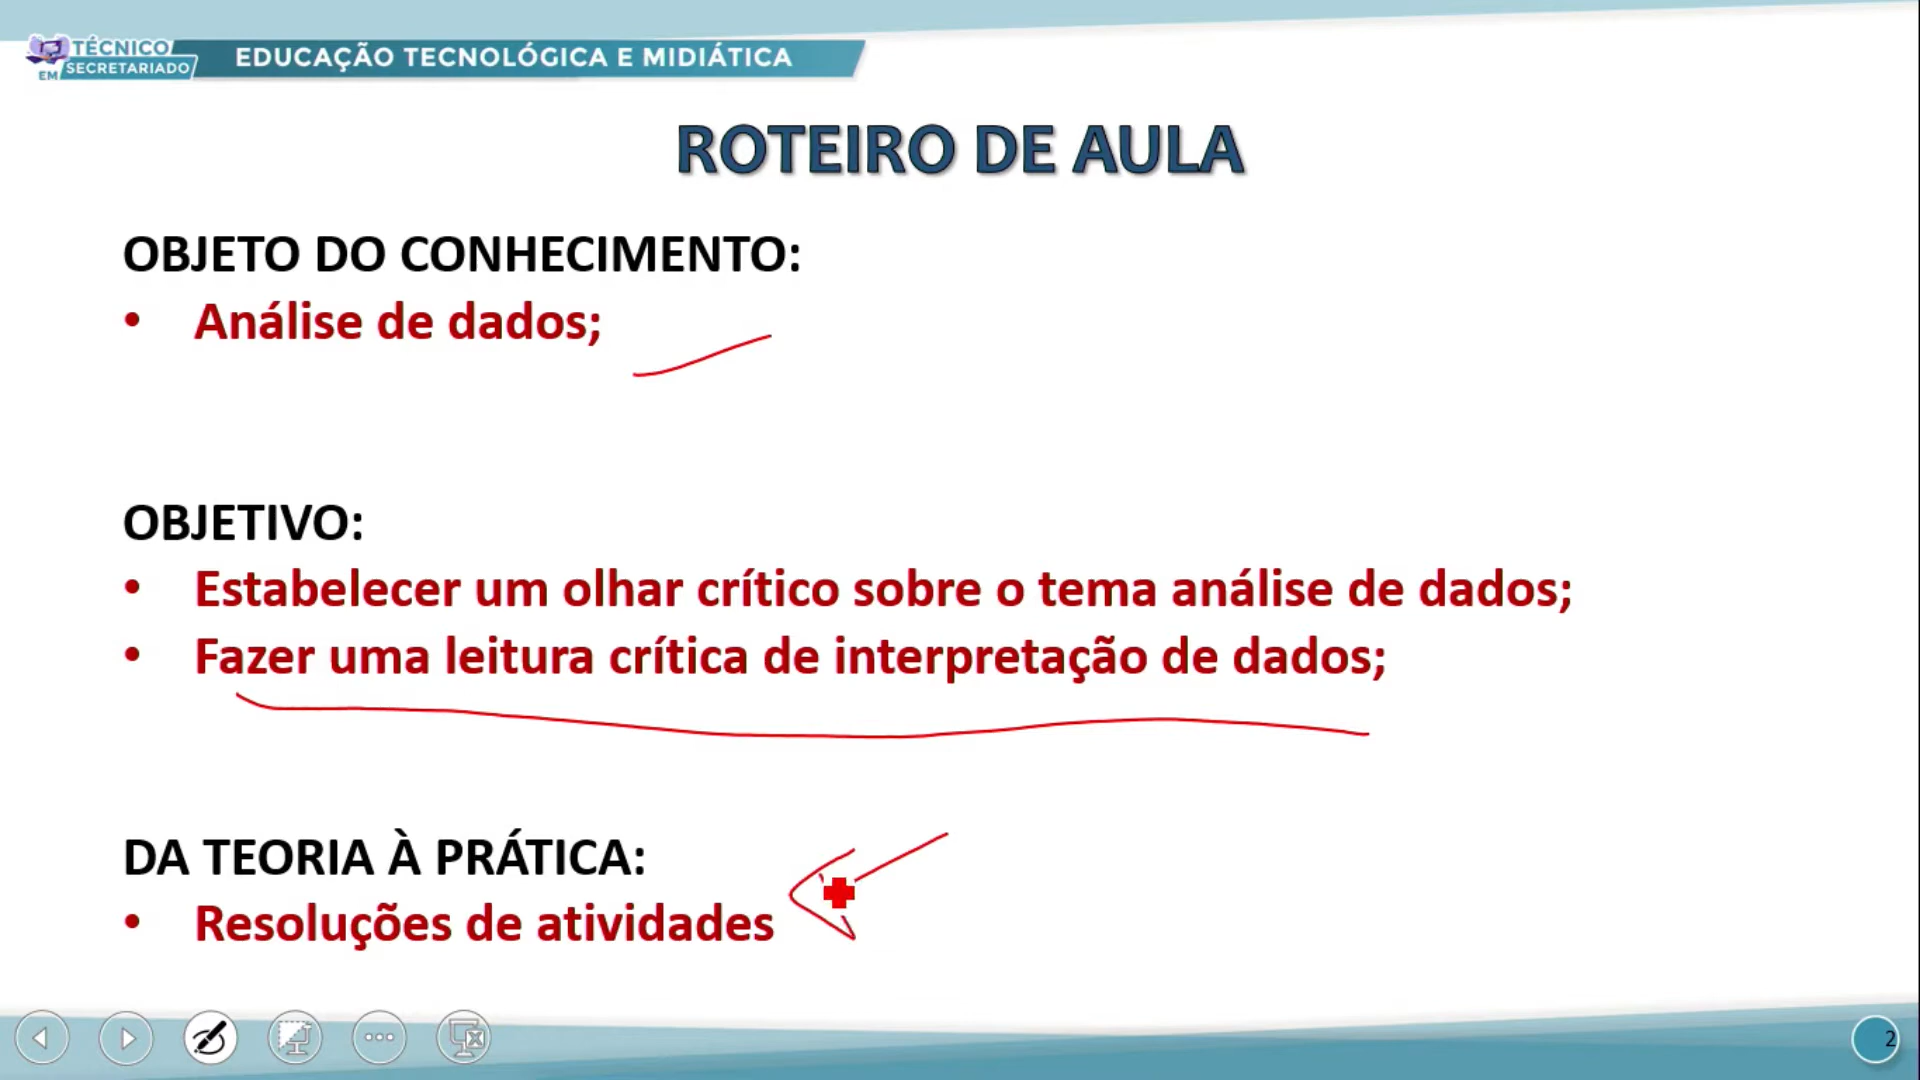 TÉCNICO
EM SECRETARIADO
EDUCAÇÃO TECNOLÓGICA E MIDIÁTICA
ROTEIRO DE AULA
OBJETO DO CONHECIMENTO:
• Análise de dados;
OBJETIVO:
• Estabelecer um olhar crítico sobre o tema análise de dados;
• Fazer uma leitura crítica de interpretação de dados;
DA TEORIA À PRÁTICA:
• Resoluções de atividades
2